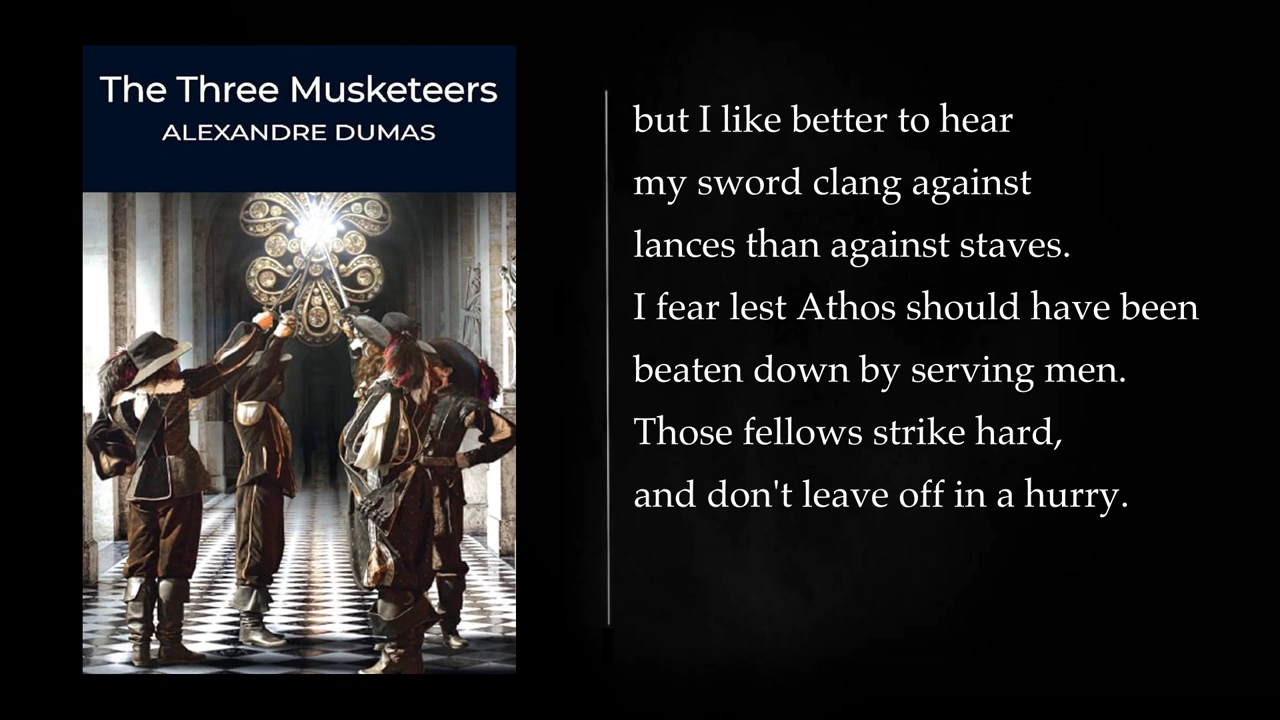 The Three Musketeers
ALEXANDRE DUMAS
but I like better to hear
my sword clang against
lances than against staves.
I fear lest Athos should have been
beaten down by serving men.
Those fellows strike hard,
and don't leave off in a hurry.